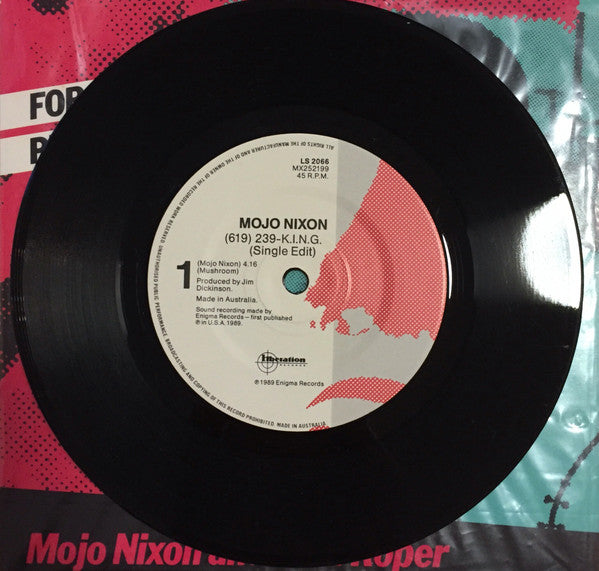 FOR
LS 2066
MX252199
45 R.P.M.
MOJO NIXON
(619) 239-K.I.N.G.
(Single Edit)
1
(Mojo Nixon) 4.16
(Mushroom)
Produced by Jim
Dickinson.
Made in Australia.
Sound recording made by
Enigma Records – first published
℗ in U.S.A. 1989.
Liberation
RECORDS
℗ 1989 Enigma Records
ALL RIGHTS OF THE MANUFACTURER AND OF THE OWNER OF THE RECORDED WORK RESERVED. UNAUTHORISED PUBLIC PERFORMANCE, BROADCASTING AND COPYING OF THIS RECORD PROHIBITED. MADE IN AUSTRALIA.
Mojo Nixon an oper